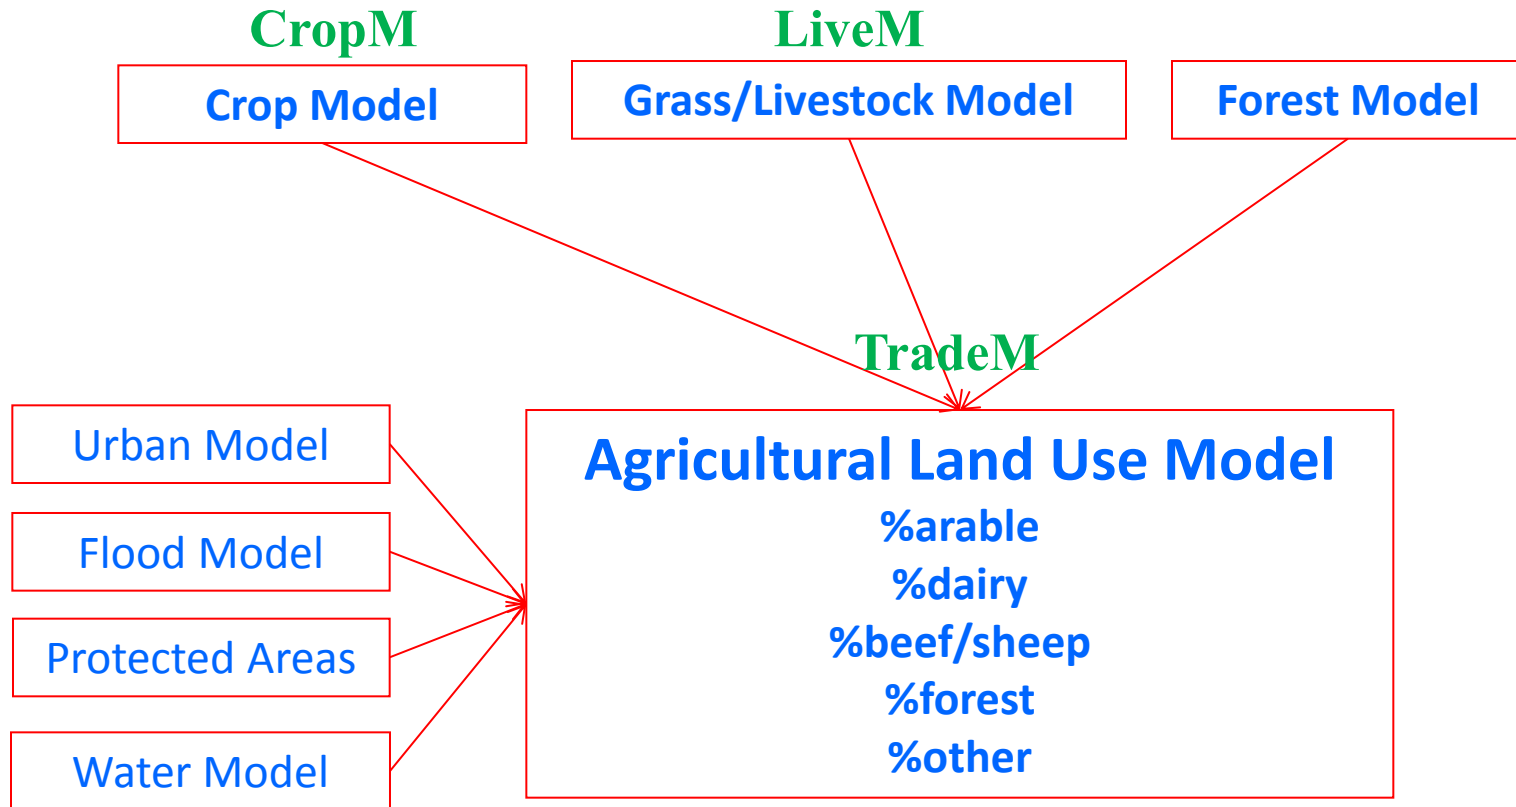 CropM
LiveM
Crop Model
Grass/Livestock Model
Forest Model
TradeM
Urban Model
Flood Model
Protected Areas
Water Model
Agricultural Land Use Model
%arable
%dairy
%beef/sheep
%forest
%other